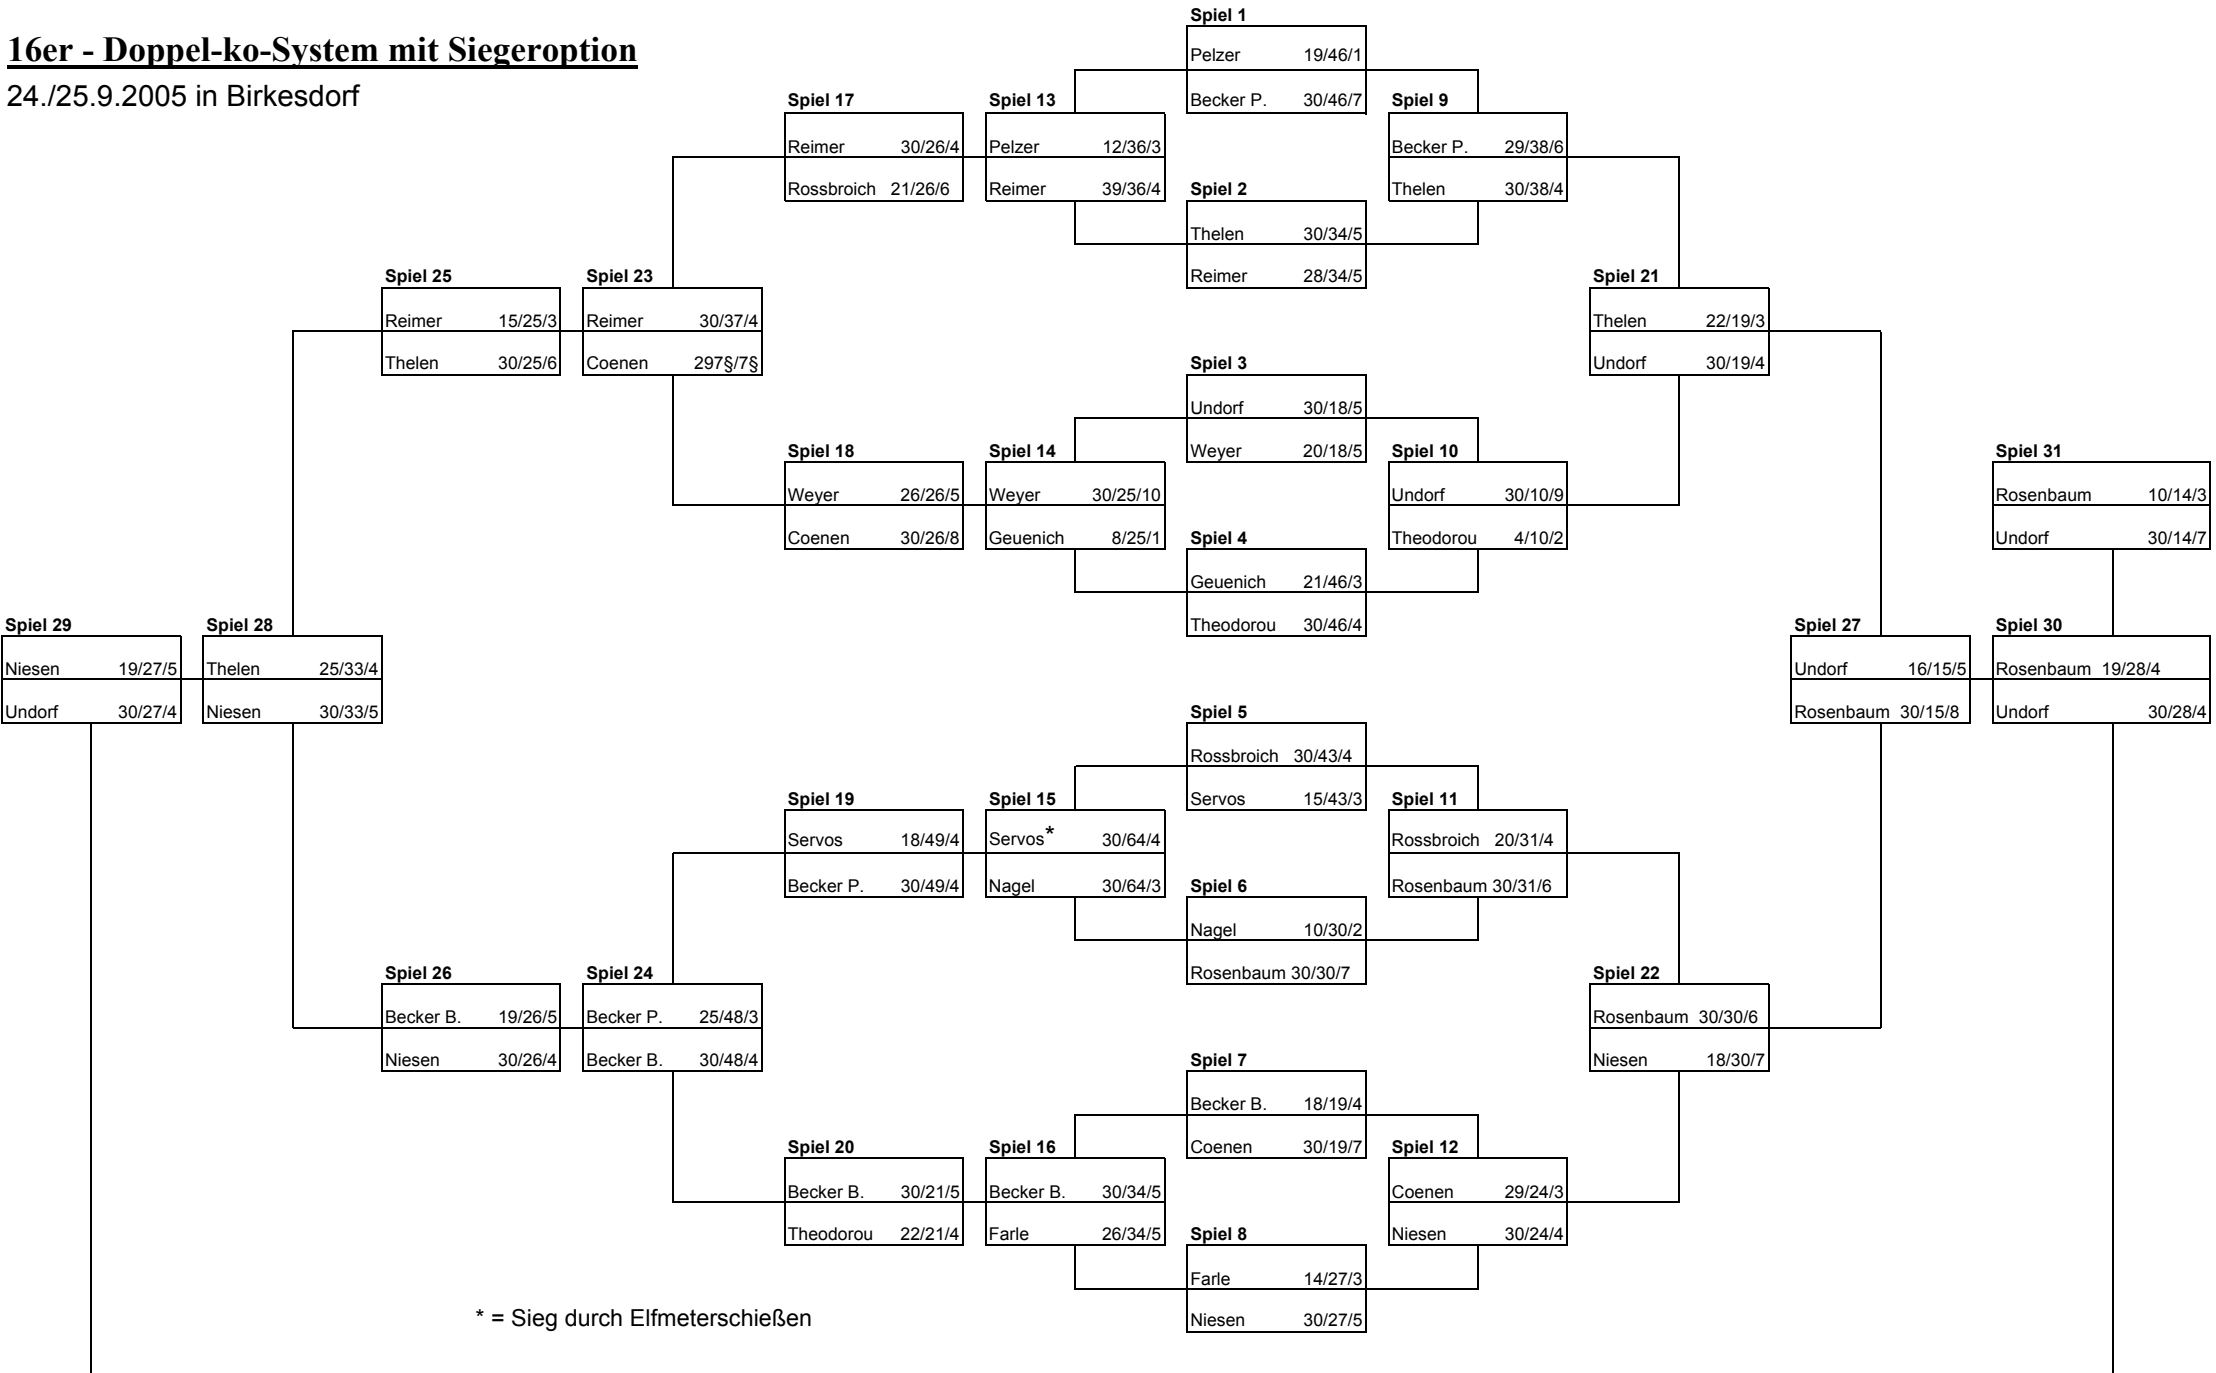 16er - Doppel-ko-System mit Siegeroption
24./25.9.2005 in Birkesdorf
Spiel 1
Pelzer 19/46/1
Becker P. 30/46/7
Spiel 17
Reimer 30/26/4
Rossbroich 21/26/6
Spiel 13
Pelzer 12/36/3
Reimer 39/36/4
Spiel 9
Becker P. 29/38/6
Thelen 30/38/4
Spiel 2
Thelen 30/34/5
Reimer 28/34/5
Spiel 25
Reimer 15/25/3
Thelen 30/25/6
Spiel 23
Reimer 30/37/4
Coenen 297§/7§
Spiel 21
Thelen 22/19/3
Undorf 30/19/4
Spiel 3
Undorf 30/18/5
Weyer 20/18/5
Spiel 18
Weyer 26/26/5
Coenen 30/26/8
Spiel 14
Weyer 30/25/10
Geuenich 8/25/1
Spiel 10
Undorf 30/10/9
Theodorou 4/10/2
Spiel 31
Rosenbaum 10/14/3
Undorf 30/14/7
Spiel 4
Geuenich 21/46/3
Theodorou 30/46/4
Spiel 29
Niesen 19/27/5
Undorf 30/27/4
Spiel 28
Thelen 25/33/4
Niesen 30/33/5
Spiel 27
Undorf 16/15/5
Rosenbaum 30/15/8
Spiel 30
Rosenbaum 19/28/4
Undorf 30/28/4
Spiel 5
Rossbroich 30/43/4
Servos 15/43/3
Spiel 19
Servos 18/49/4
Becker P. 30/49/4
Spiel 15
Servos* 30/64/4
Nagel 30/64/3
Spiel 11
Rossbroich 20/31/4
Rosenbaum 30/31/6
Spiel 6
Nagel 10/30/2
Rosenbaum 30/30/7
Spiel 26
Becker B. 19/26/5
Niesen 30/26/4
Spiel 24
Becker P. 25/48/3
Becker B. 30/48/4
Spiel 22
Rosenbaum 30/30/6
Niesen 18/30/7
Spiel 7
Becker B. 18/19/4
Coenen 30/19/7
Spiel 20
Becker B. 30/21/5
Theodorou 22/21/4
Spiel 16
Becker B. 30/34/5
Farle 26/34/5
Spiel 12
Coenen 29/24/3
Niesen 30/24/4
Spiel 8
Farle 14/27/3
Niesen 30/27/5
* = Sieg durch Elfmeterschießen